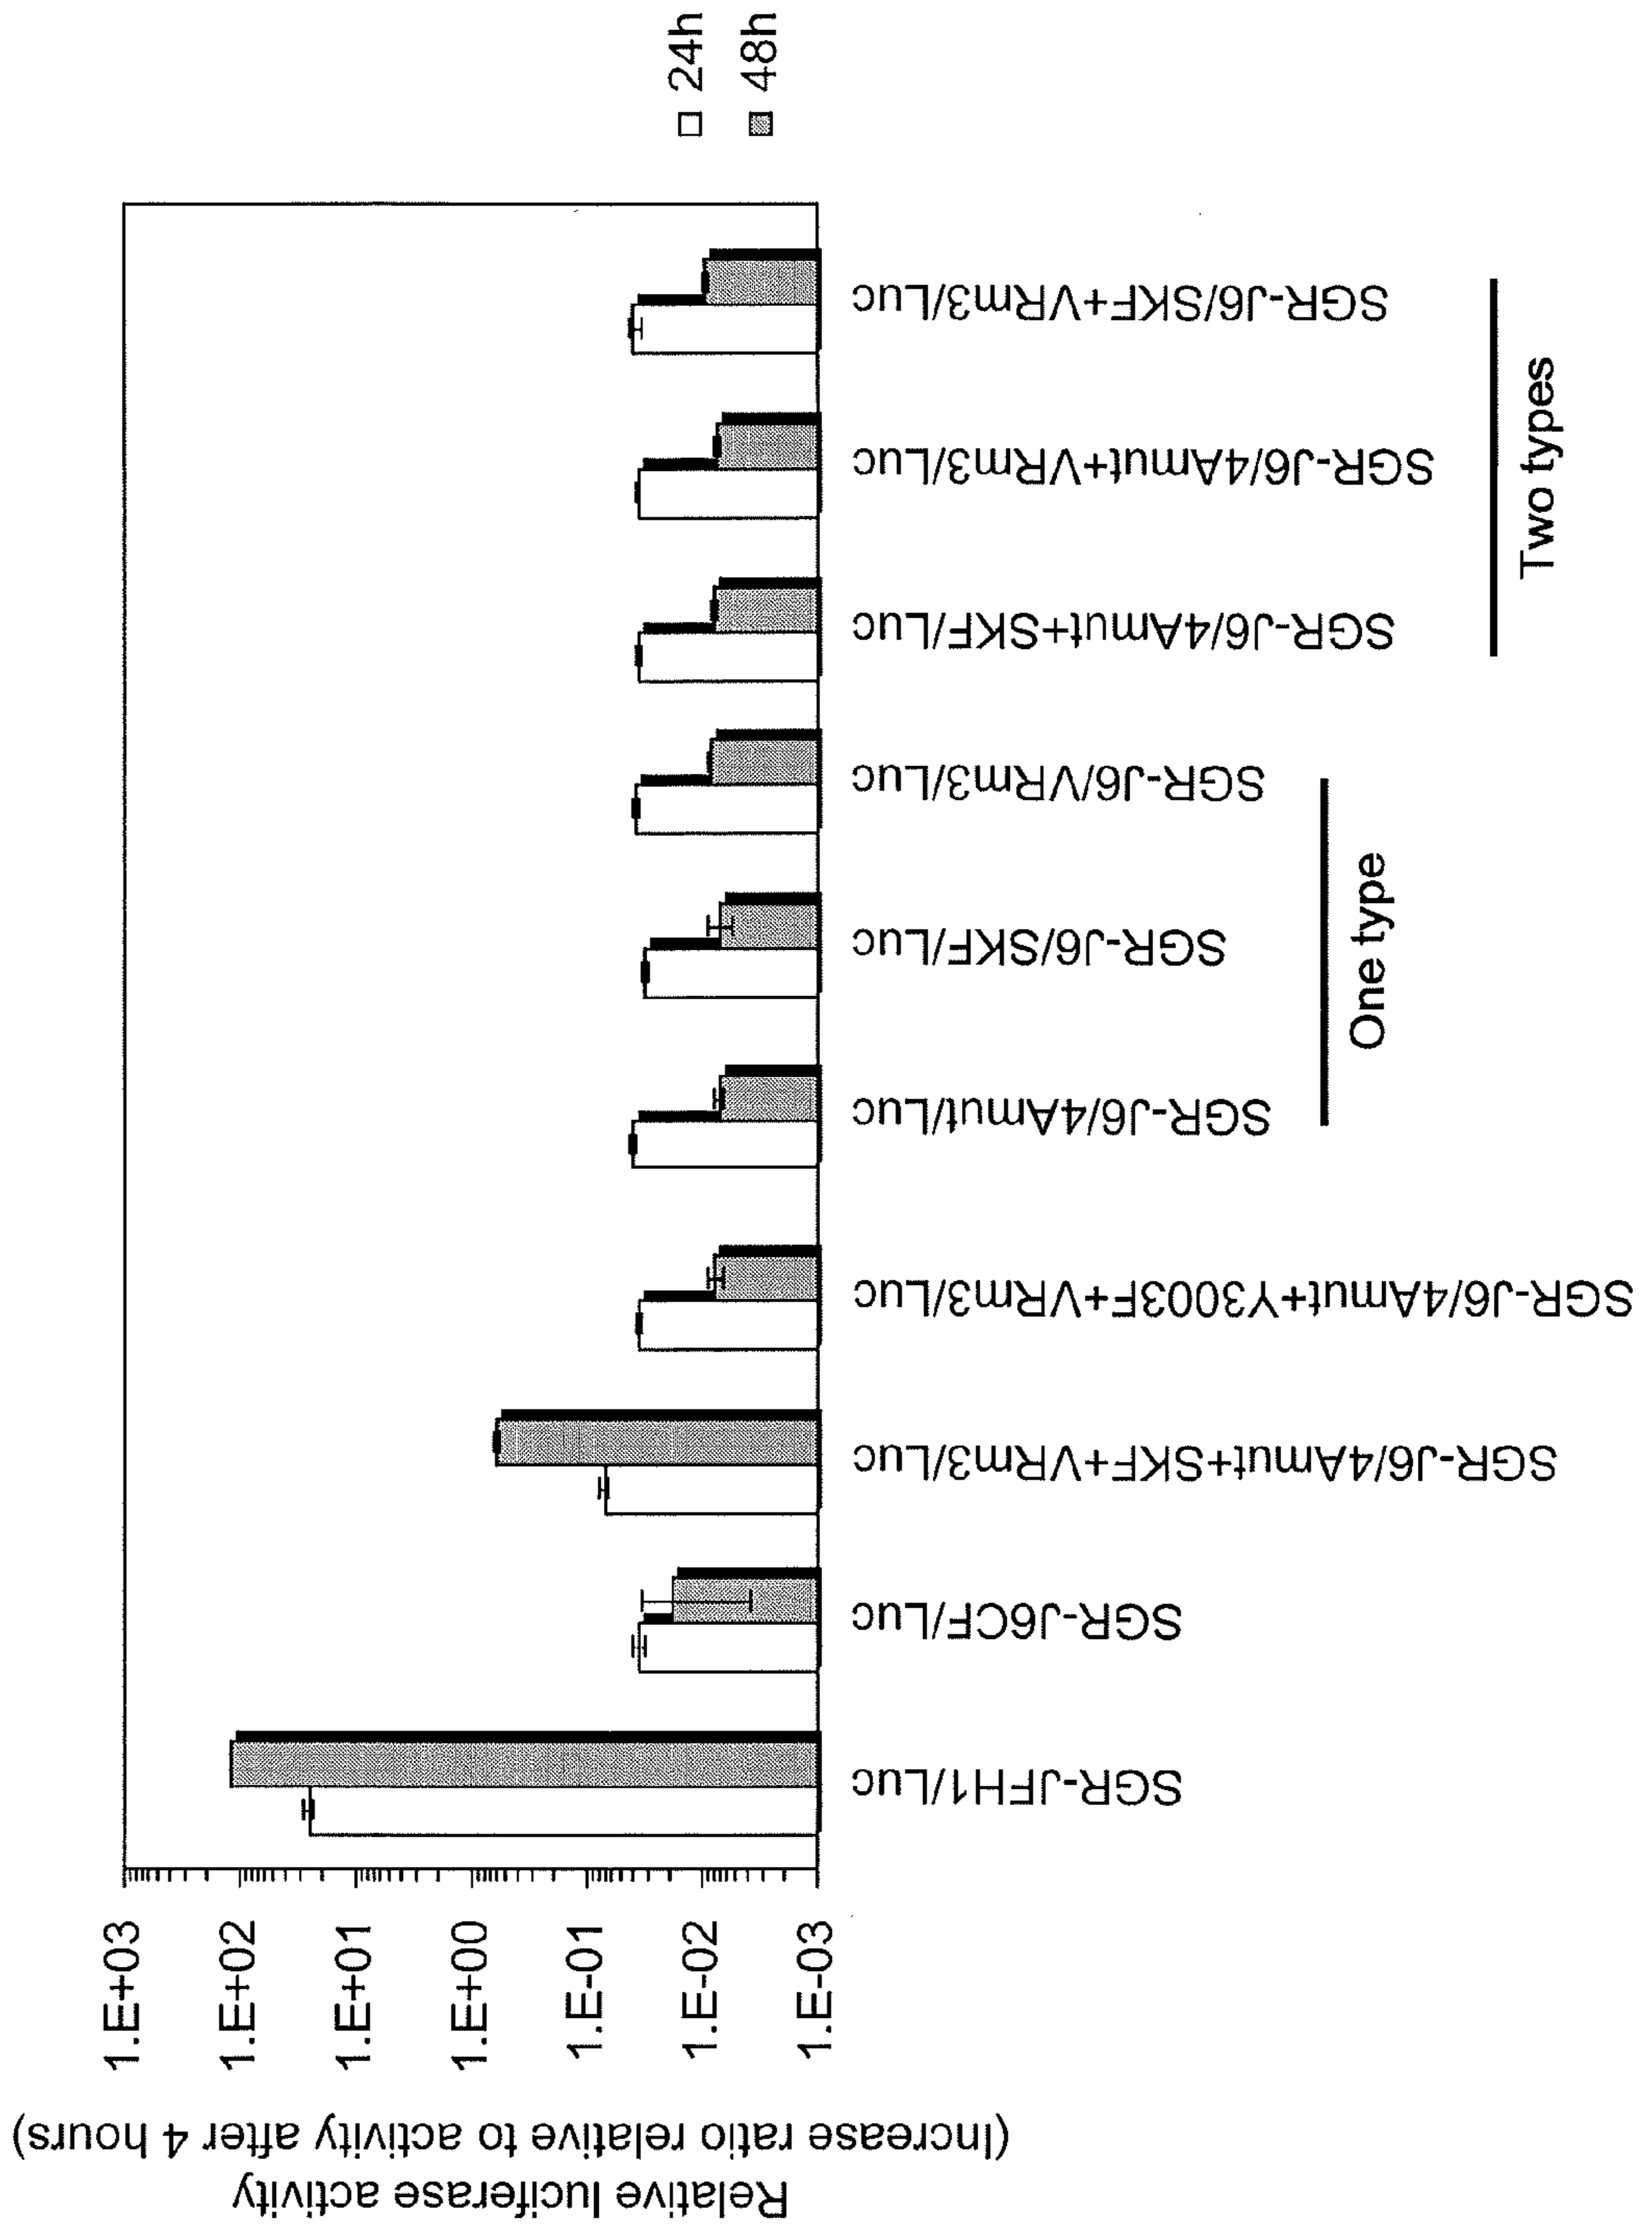 Relative luciferase activity
(Increase ratio relative to activity after 4 hours)
1.E+03
1.E+02
1.E+01
1.E+00
1.E-01
1.E-02
1.E-03
24h
48h
SGR-JFH1/Luc
SGR-J6CF/Luc
SGR-J6/4Amut+SKF+VRm3/Luc
SGR-J6/4Amut+Y3003F+VRm3/Luc
SGR-J6/4Amut/Luc
SGR-J6/SKF/Luc
SGR-J6/VRm3/Luc
SGR-J6/4Amut+SKF/Luc
SGR-J6/4Amut+VRm3/Luc
SGR-J6/SKF+VRm3/Luc
One type
Two types